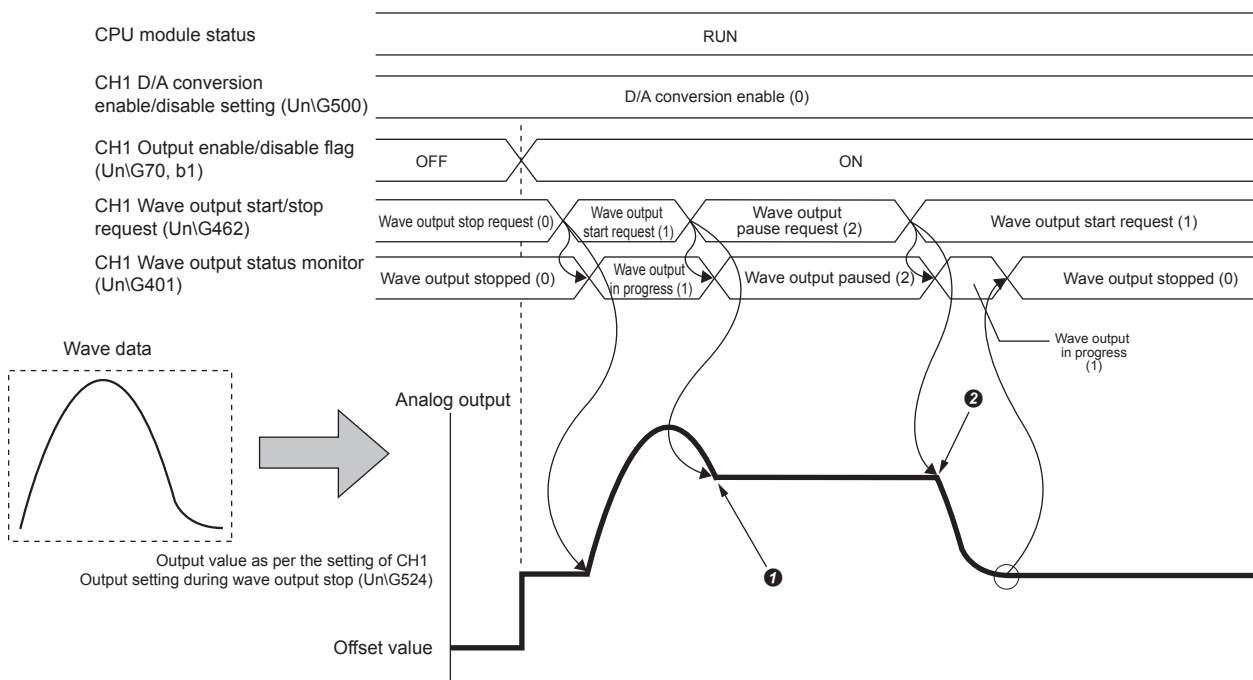 CPU module status
RUN
CH1 D/A conversion
enable/disable setting (Un\G500)
D/A conversion enable (0)
CH1 Output enable/disable flag
(Un\G70, b1)
OFF
ON
CH1 Wave output start/stop
request (Un\G462)
Wave output stop request (0)
Wave output
start request (1)
Wave output
pause request (2)
Wave output start request (1)
CH1 Wave output status monitor
(Un\G401)
Wave output stopped (0)
Wave output
in progress (1)
Wave output paused (2)
Wave output stopped (0)
Wave output
in progress
(1)
Wave data
Analog output
❷
❶
Output value as per the setting of CH1
Output setting during wave output stop (Un\G524)
Offset value